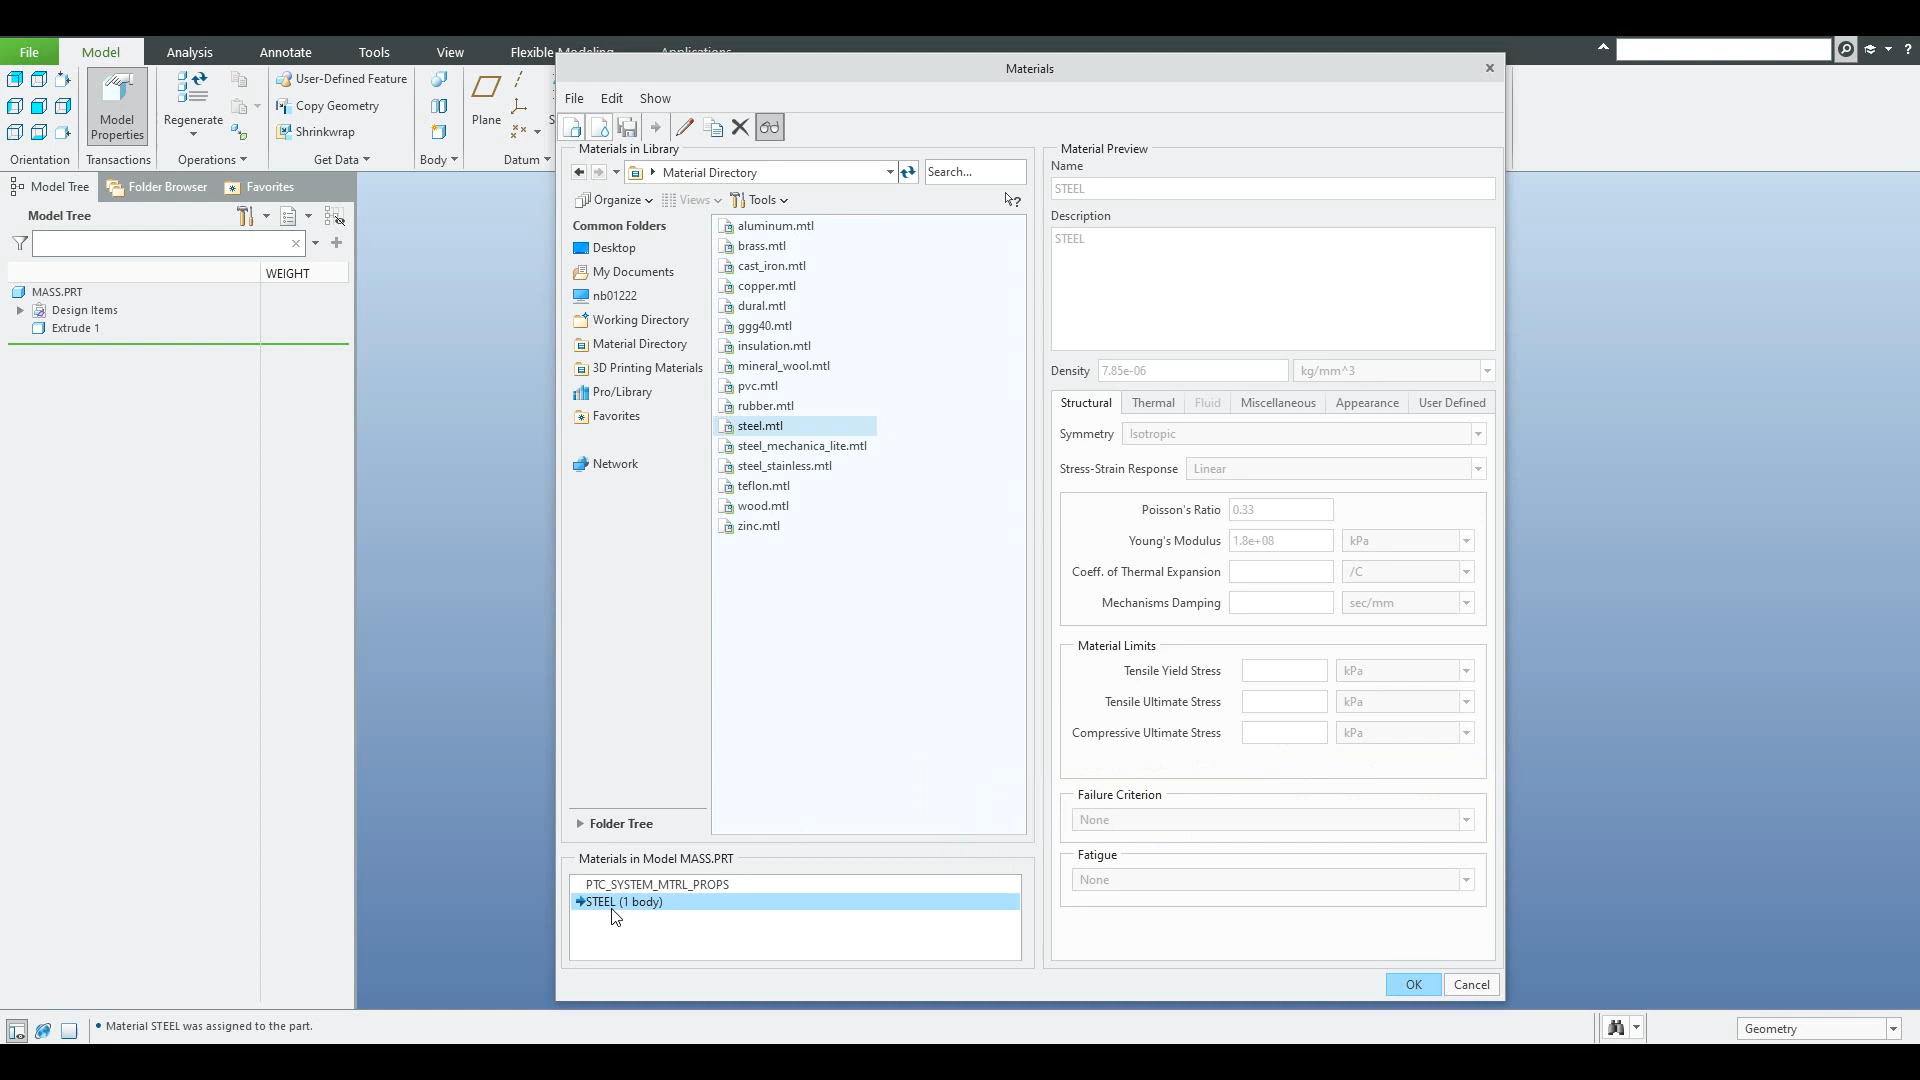 File
Model
Analysis
Annotate
Tools
View
Flexible Modeling
Applications
Model
Properties
Regenerate
User-Defined Feature
Copy Geometry
Shrinkwrap
Plane
Orientation
Transactions
Operations
Get Data
Body
Datum
Model Tree
Folder Browser
Favorites
Model Tree
WEIGHT
MASS.PRT
Design Items
Extrude 1
Materials
File
Edit
Show
Materials in Library
Material Directory
Search...
Organize
Views
Tools
Common Folders
Desktop
My Documents
nb01222
Working Directory
Material Directory
3D Printing Materials
Pro/Library
Favorites
Network
Folder Tree
aluminum.mtl
brass.mtl
cast_iron.mtl
copper.mtl
dural.mtl
ggg40.mtl
insulation.mtl
mineral_wool.mtl
pvc.mtl
rubber.mtl
steel.mtl
steel_mechanica_lite.mtl
steel_stainless.mtl
teflon.mtl
wood.mtl
zinc.mtl
Materials in Model MASS.PRT
PTC_SYSTEM_MTRL_PROPS
STEEL (1 body)
Material Preview
Name
STEEL
Description
STEEL
Density 7.85e-06 kg/mm^3
Structural
Thermal
Fluid
Miscellaneous
Appearance
User Defined
Symmetry Isotropic
Stress-Strain Response Linear
Poisson's Ratio 0.33
Young's Modulus 1.8e+08 kPa
Coeff. of Thermal Expansion /C
Mechanisms Damping sec/mm
Material Limits
Tensile Yield Stress kPa
Tensile Ultimate Stress kPa
Compressive Ultimate Stress kPa
Failure Criterion
None
Fatigue
None
OK
Cancel
• Material STEEL was assigned to the part.
Geometry